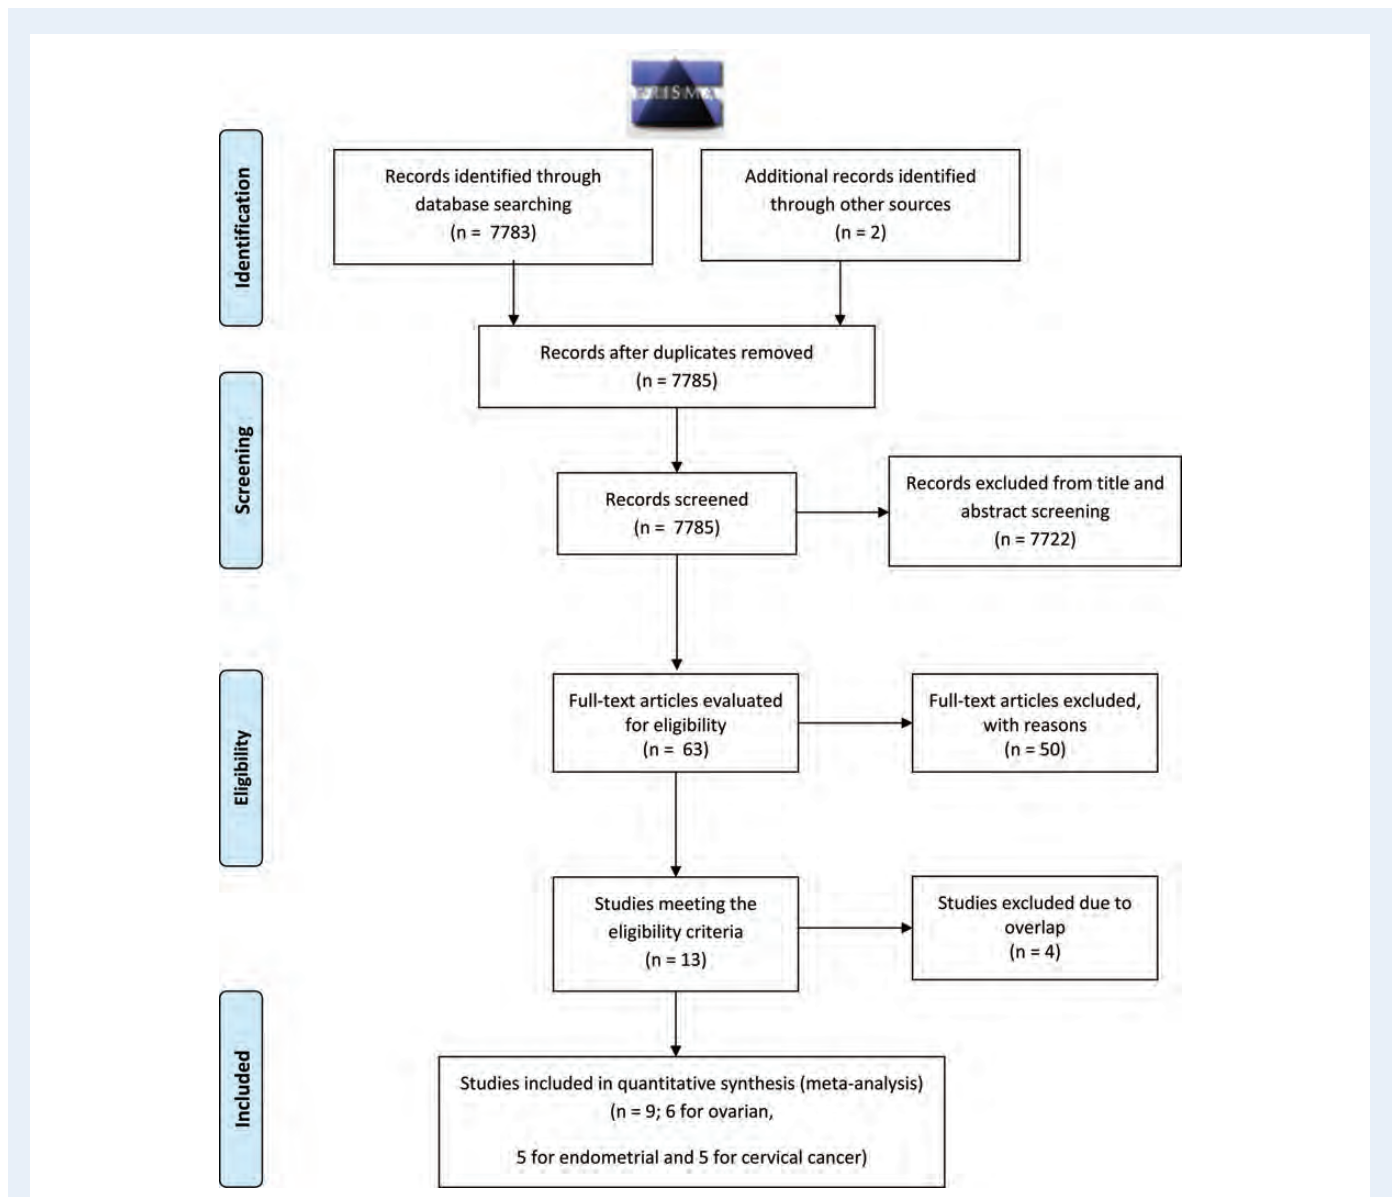 PRISMA
Identification
Records identified through
database searching
(n = 7783)
Additional records identified
through other sources
(n = 2)
Records after duplicates removed
(n = 7785)
Screening
Records screened
(n = 7785)
Records excluded from title and
abstract screening
(n = 7722)
Eligibility
Full-text articles evaluated
for eligibility
(n = 63)
Full-text articles excluded,
with reasons
(n = 50)
Studies meeting the
eligibility criteria
(n = 13)
Studies excluded due to
overlap
(n = 4)
Included
Studies included in quantitative synthesis (meta-analysis)
(n = 9; 6 for ovarian,
5 for endometrial and 5 for cervical cancer)